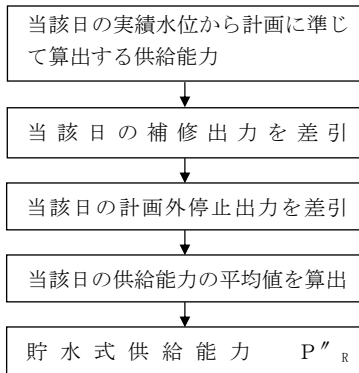 当該日の実績水位から計画に準じ
て算出する供給能力
当該日の補修出力を差引
当該日の計画外停止出力を差引
当該日の供給能力の平均値を算出
貯水式供給能力 P″R